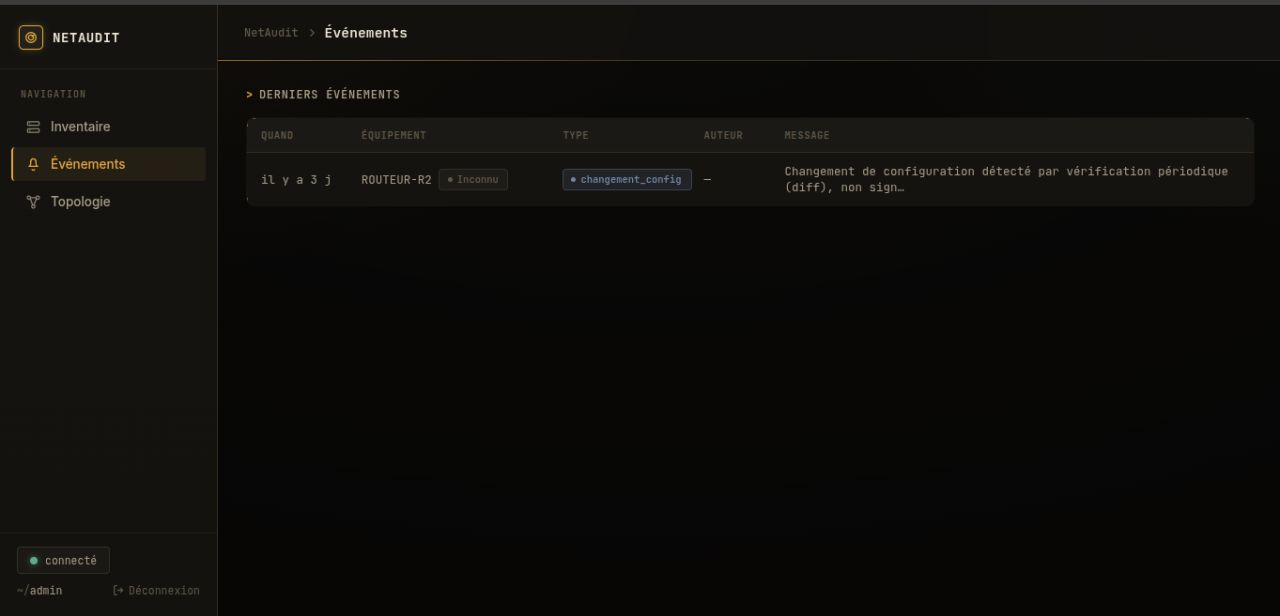 NETAUDIT
NAVIGATION
Inventaire
Événements
Topologie
connecté
~/admin Déconnexion
NetAudit > Événements
> DERNIERS ÉVÉNEMENTS
QUAND ÉQUIPEMENT TYPE AUTEUR MESSAGE
il y a 3 j ROUTEUR-R2 Inconnu changement_config — Changement de configuration détecté par vérification périodique
(diff), non sign…